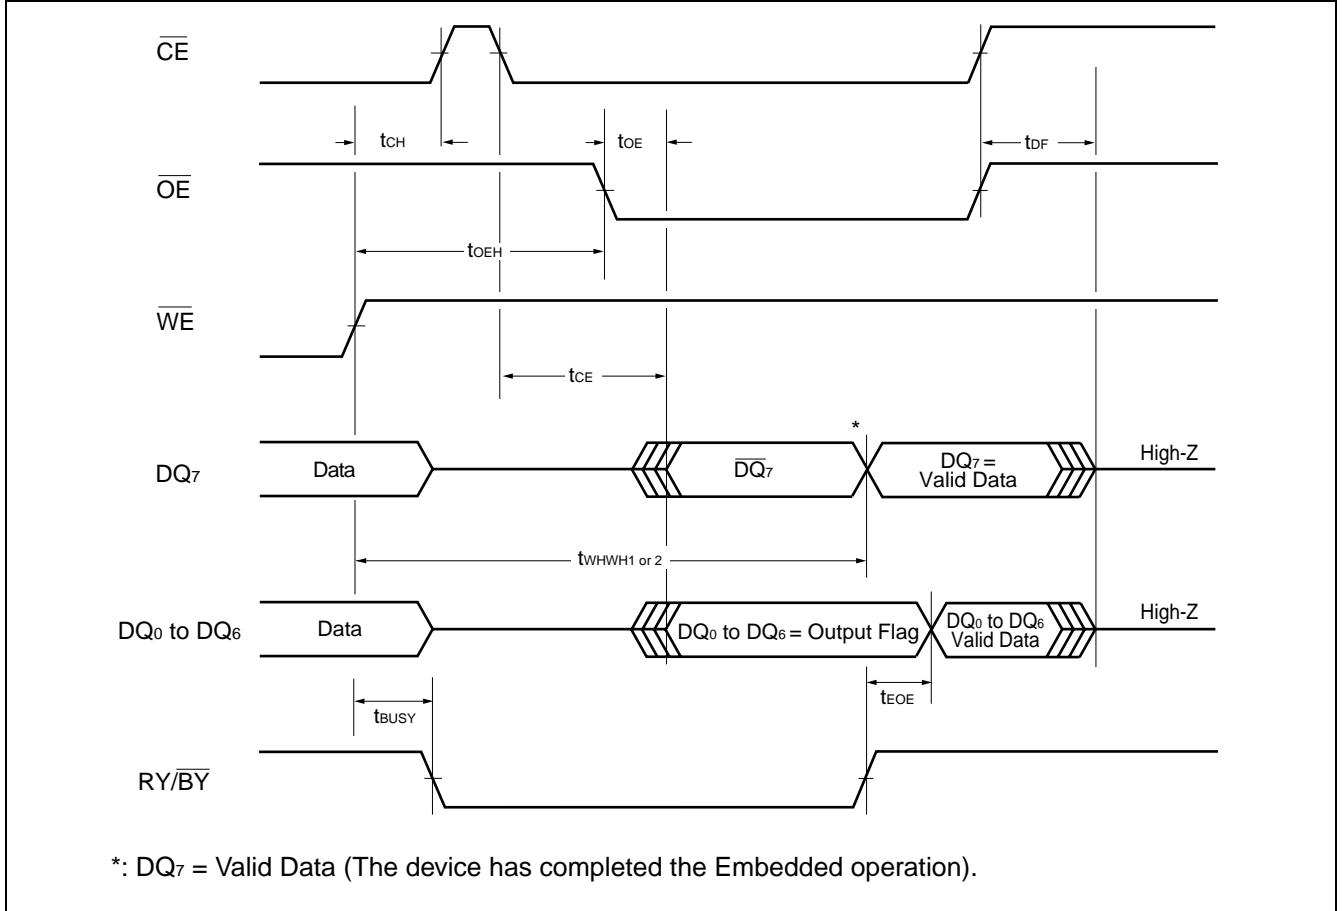 CE
tCH
tOE
tDF
OE
tOEH
WE
tCE
*
DQ7
Data
DQ7
DQ7 =
Valid Data
High-Z
tWHWH1 or 2
DQ0 to DQ6
Data
DQ0 to DQ6 = Output Flag
DQ0 to DQ6
Valid Data
High-Z
tBUSY
tEOE
RY/BY
*: DQ7 = Valid Data (The device has completed the Embedded operation).